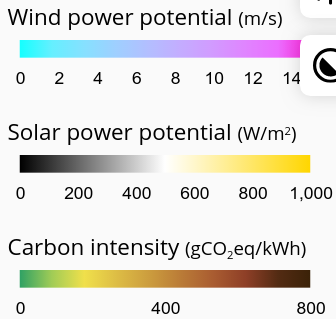 Wind power potential (m/s)
0 2 4 6 8 10 12 14
Solar power potential (W/m²)
0 200 400 600 800 1,000
Carbon intensity (gCO₂eq/kWh)
0 400 800